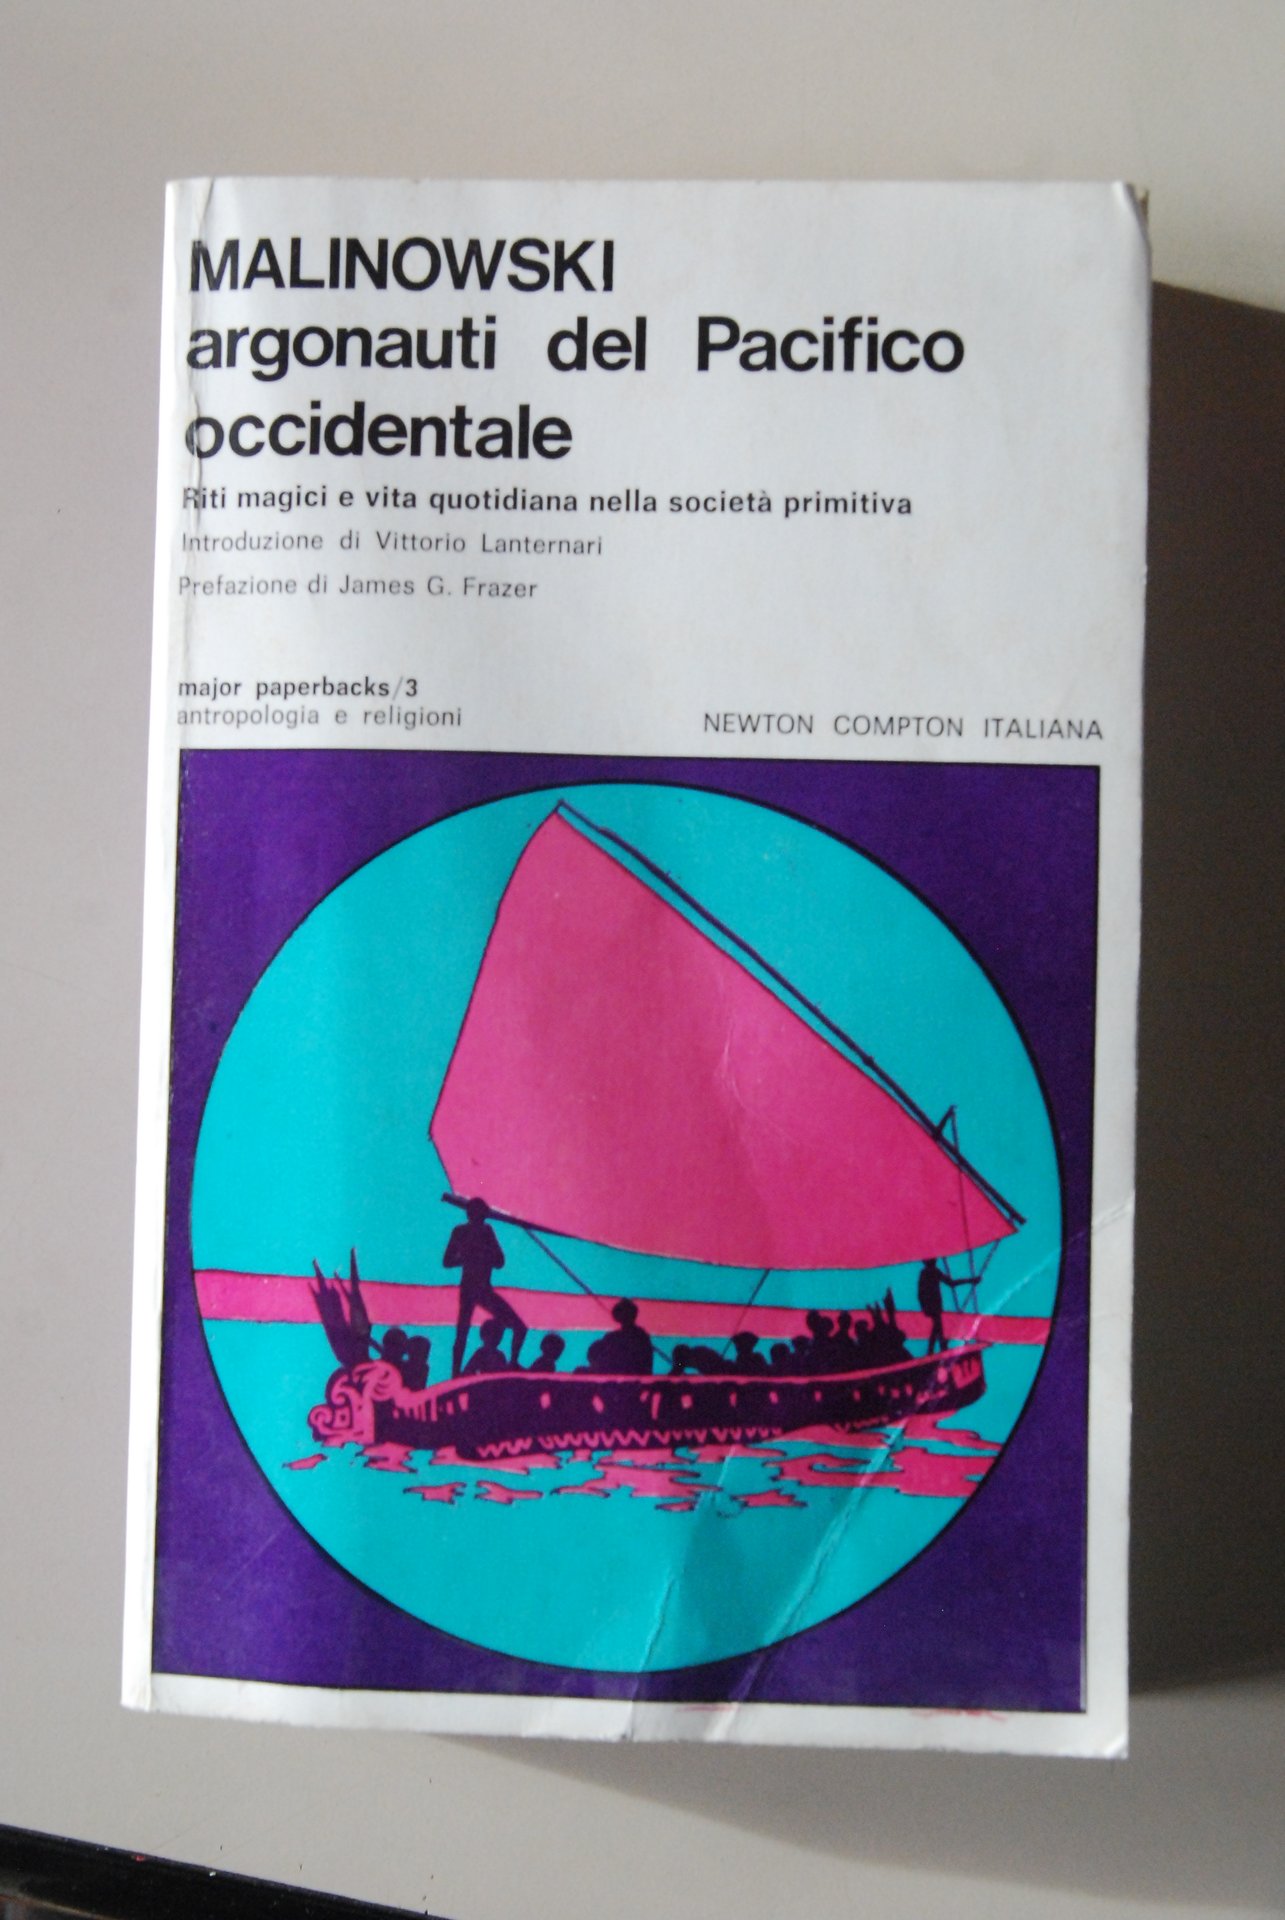 MALINOWSKI
argonauti del Pacifico
occidentale
Riti magici e vita quotidiana nella società primitiva
Introduzione di Vittorio Lanternari
Prefazione di James G. Frazer
major paperbacks/3
antropologia e religioni
NEWTON COMPTON ITALIANA